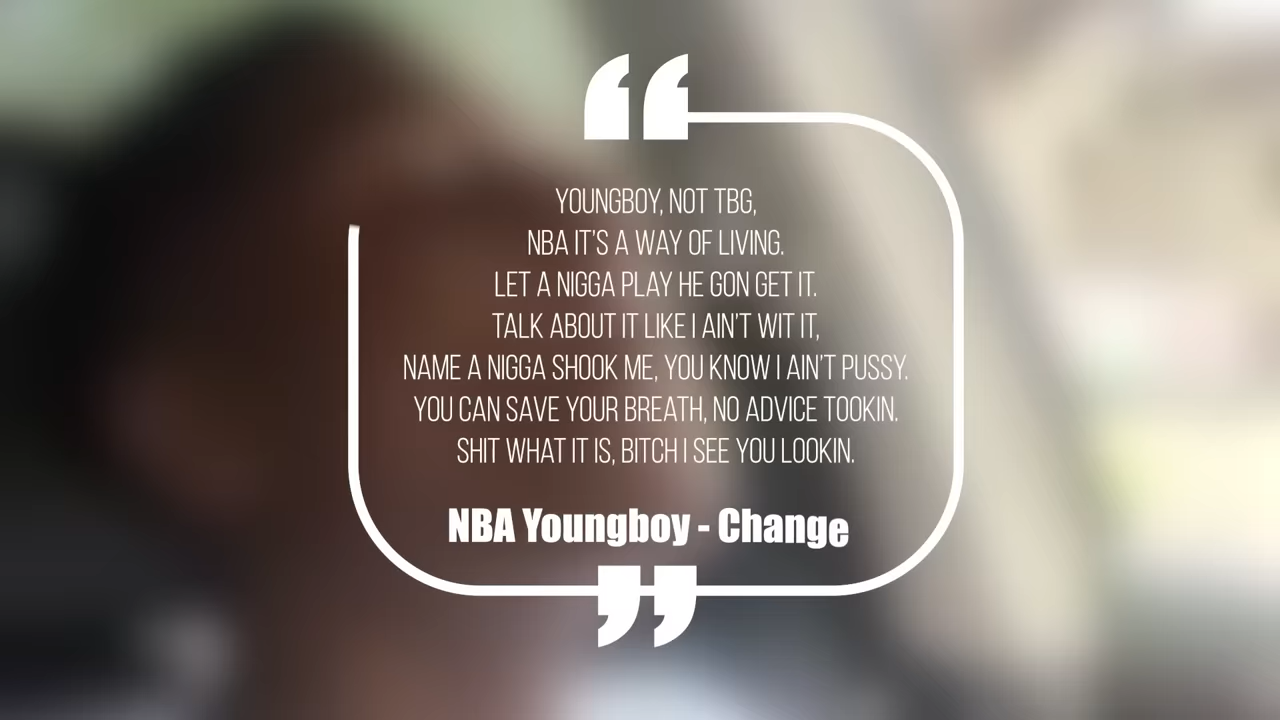 YOUNGBOY, NOT TBG,
NBA IT'S A WAY OF LIVING.
LET A NIGGA PLAY HE GON GET IT.
TALK ABOUT IT LIKE I AIN'T WIT IT,
NAME A NIGGA SHOOK ME, YOU KNOW I AIN'T PUSSY.
YOU CAN SAVE YOUR BREATH, NO ADVICE TOOKIN.
SHIT WHAT IT IS, BITCH I SEE YOU LOOKIN.
NBA Youngboy - Change